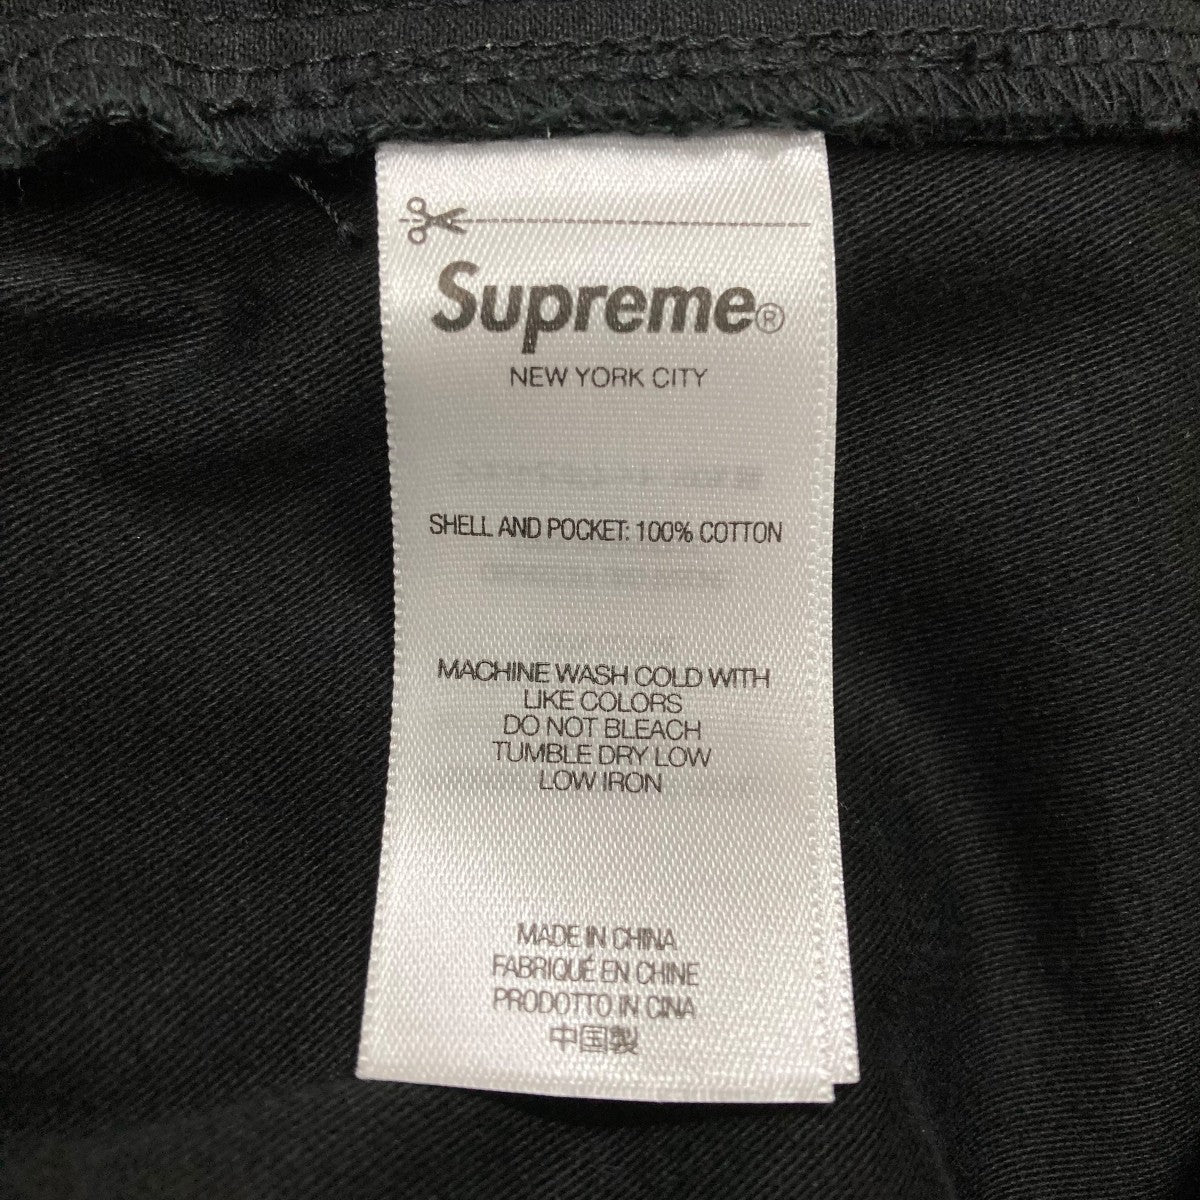 Supreme®
NEW YORK CITY
SHELL AND POCKET: 100% COTTON
MACHINE WASH COLD WITH
LIKE COLORS
DO NOT BLEACH
TUMBLE DRY LOW
LOW IRON
MADE IN CHINA
FABRIQUÉ EN CHINE
PRODOTTO IN CINA
中国製